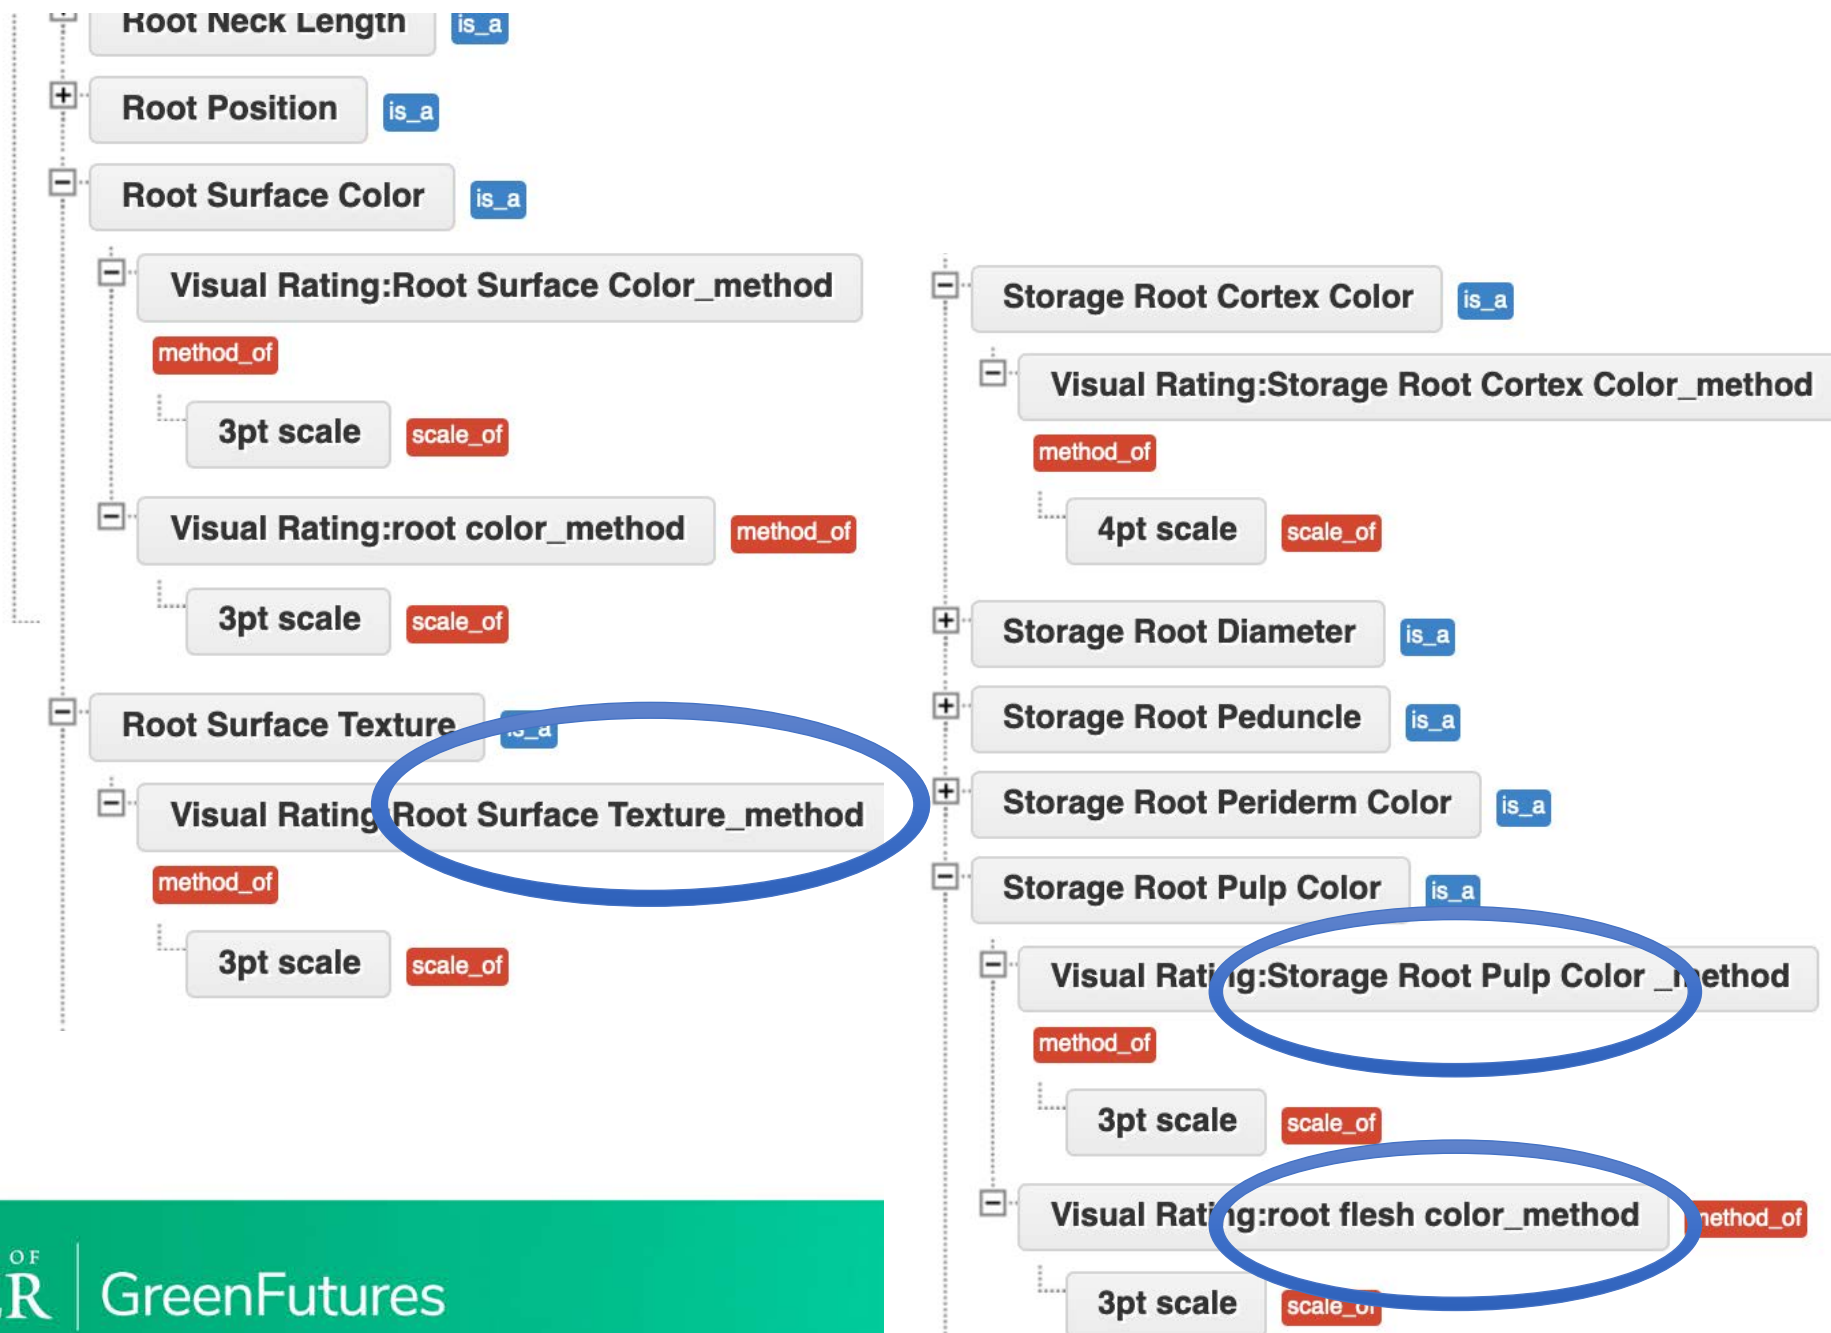 Root Neck Length is_a
Root Position is_a
Root Surface Color is_a
Visual Rating:Root Surface Color_method
method_of
3pt scale scale_of
Visual Rating:root color_method method_of
3pt scale scale_of
Root Surface Texture is_a
Visual Rating:Root Surface Texture_method
method_of
3pt scale scale_of
Storage Root Cortex Color is_a
Visual Rating:Storage Root Cortex Color_method
method_of
4pt scale scale_of
Storage Root Diameter is_a
Storage Root Peduncle is_a
Storage Root Periderm Color is_a
Storage Root Pulp Color is_a
Visual Rating:Storage Root Pulp Color _method
method_of
3pt scale scale_of
Visual Rating:root flesh color_method method_of
3pt scale scale_of
OF
R
GreenFutures